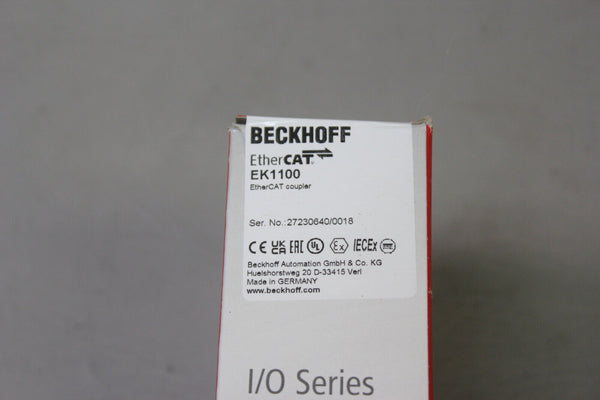 BECKHOFF
EtherCAT
EK1100
EtherCAT coupler
Ser. No.:27230640/0018
CE UK CA EAC UL Ex IECEx
Beckhoff Automation GmbH & Co. KG
Huelshorstweg 20 D-33415 Verl
Made in GERMANY
www.beckhoff.com
I/O Series